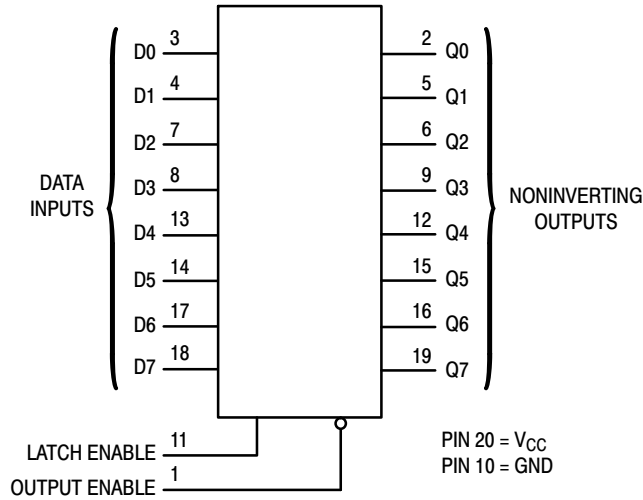 D0 3
D1 4
D2 7
D3 8
D4 13
D5 14
D6 17
D7 18
DATA
INPUTS
2 Q0
5 Q1
6 Q2
9 Q3
12 Q4
15 Q5
16 Q6
19 Q7
NONINVERTING
OUTPUTS
LATCH ENABLE 11
OUTPUT ENABLE 1
PIN 20 = VCC
PIN 10 = GND